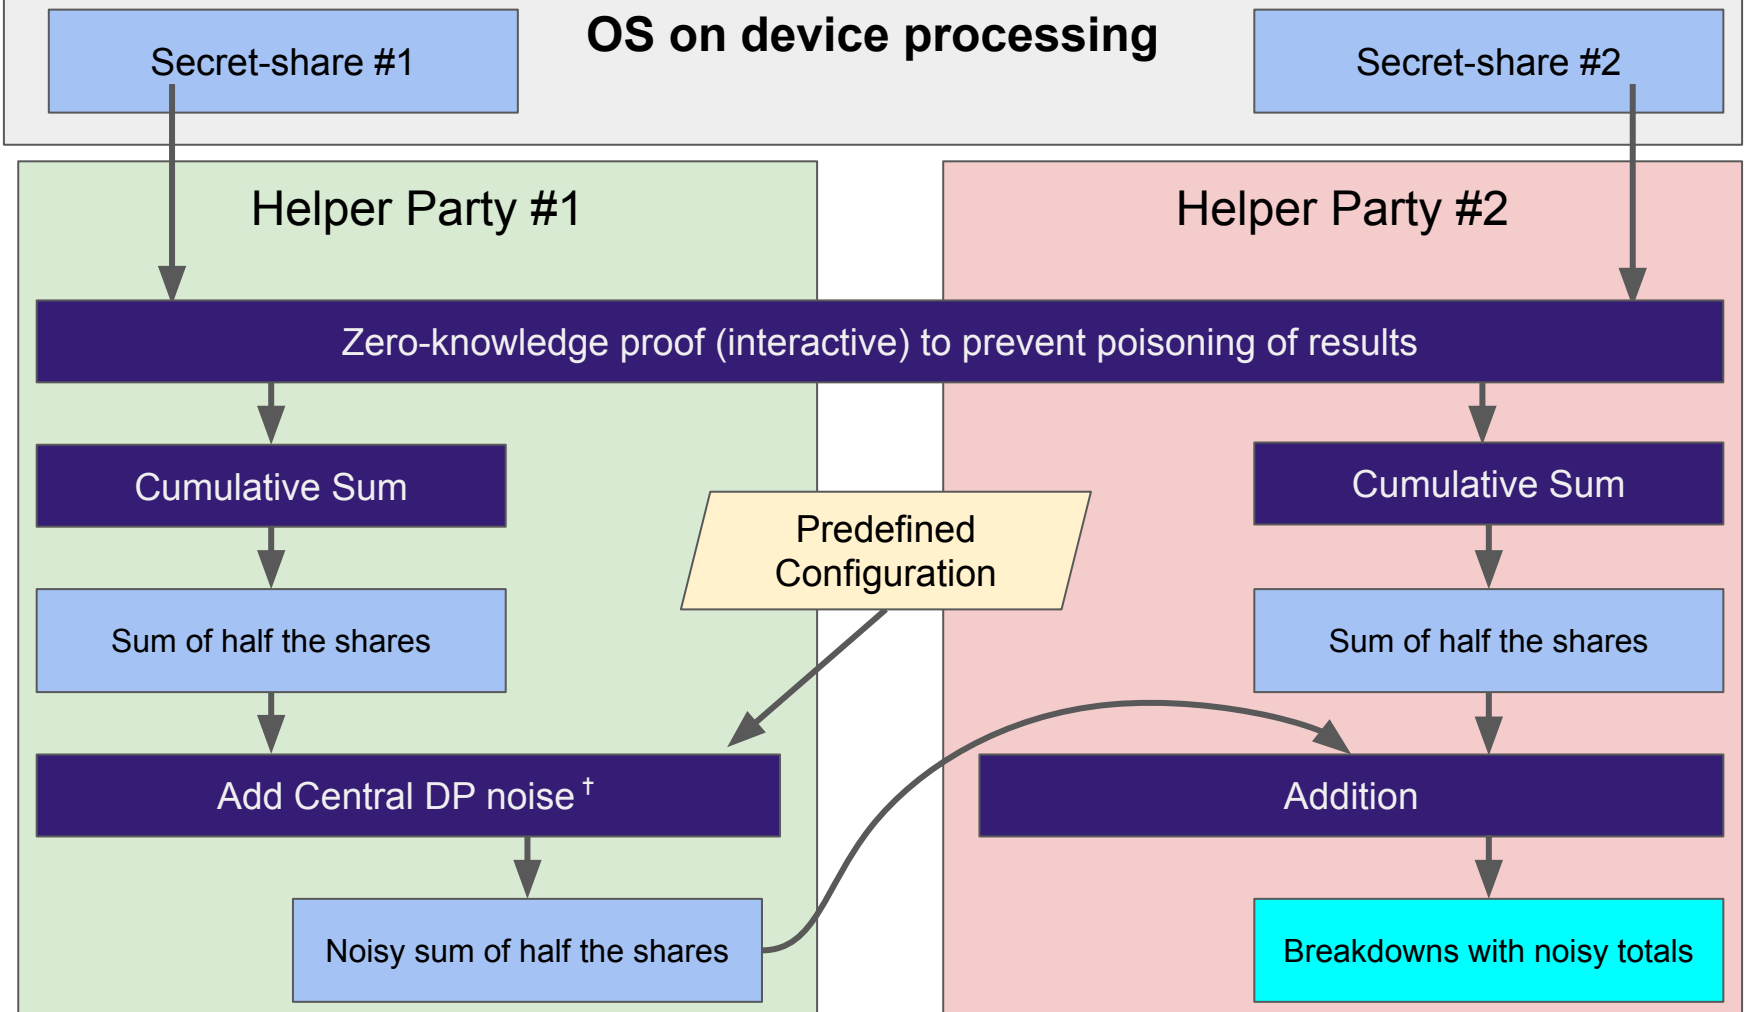 OS on device processing
Secret-share #1
Secret-share #2
Helper Party #1
Helper Party #2
Zero-knowledge proof (interactive) to prevent poisoning of results
Cumulative Sum
Cumulative Sum
Predefined
Configuration
Sum of half the shares
Sum of half the shares
Add Central DP noise †
Addition
Noisy sum of half the shares
Breakdowns with noisy totals